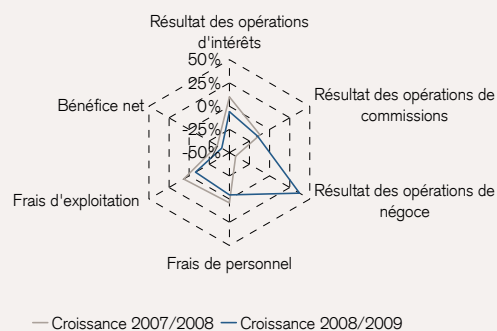 Résultat des opérations
d'intérêts
50%
25%
0%
-25%
-50%
Résultat des opérations de
commissions
Bénéfice net
Résultat des opérations de
négoce
Frais d'exploitation
Frais de personnel
Croissance 2007/2008
Croissance 2008/2009